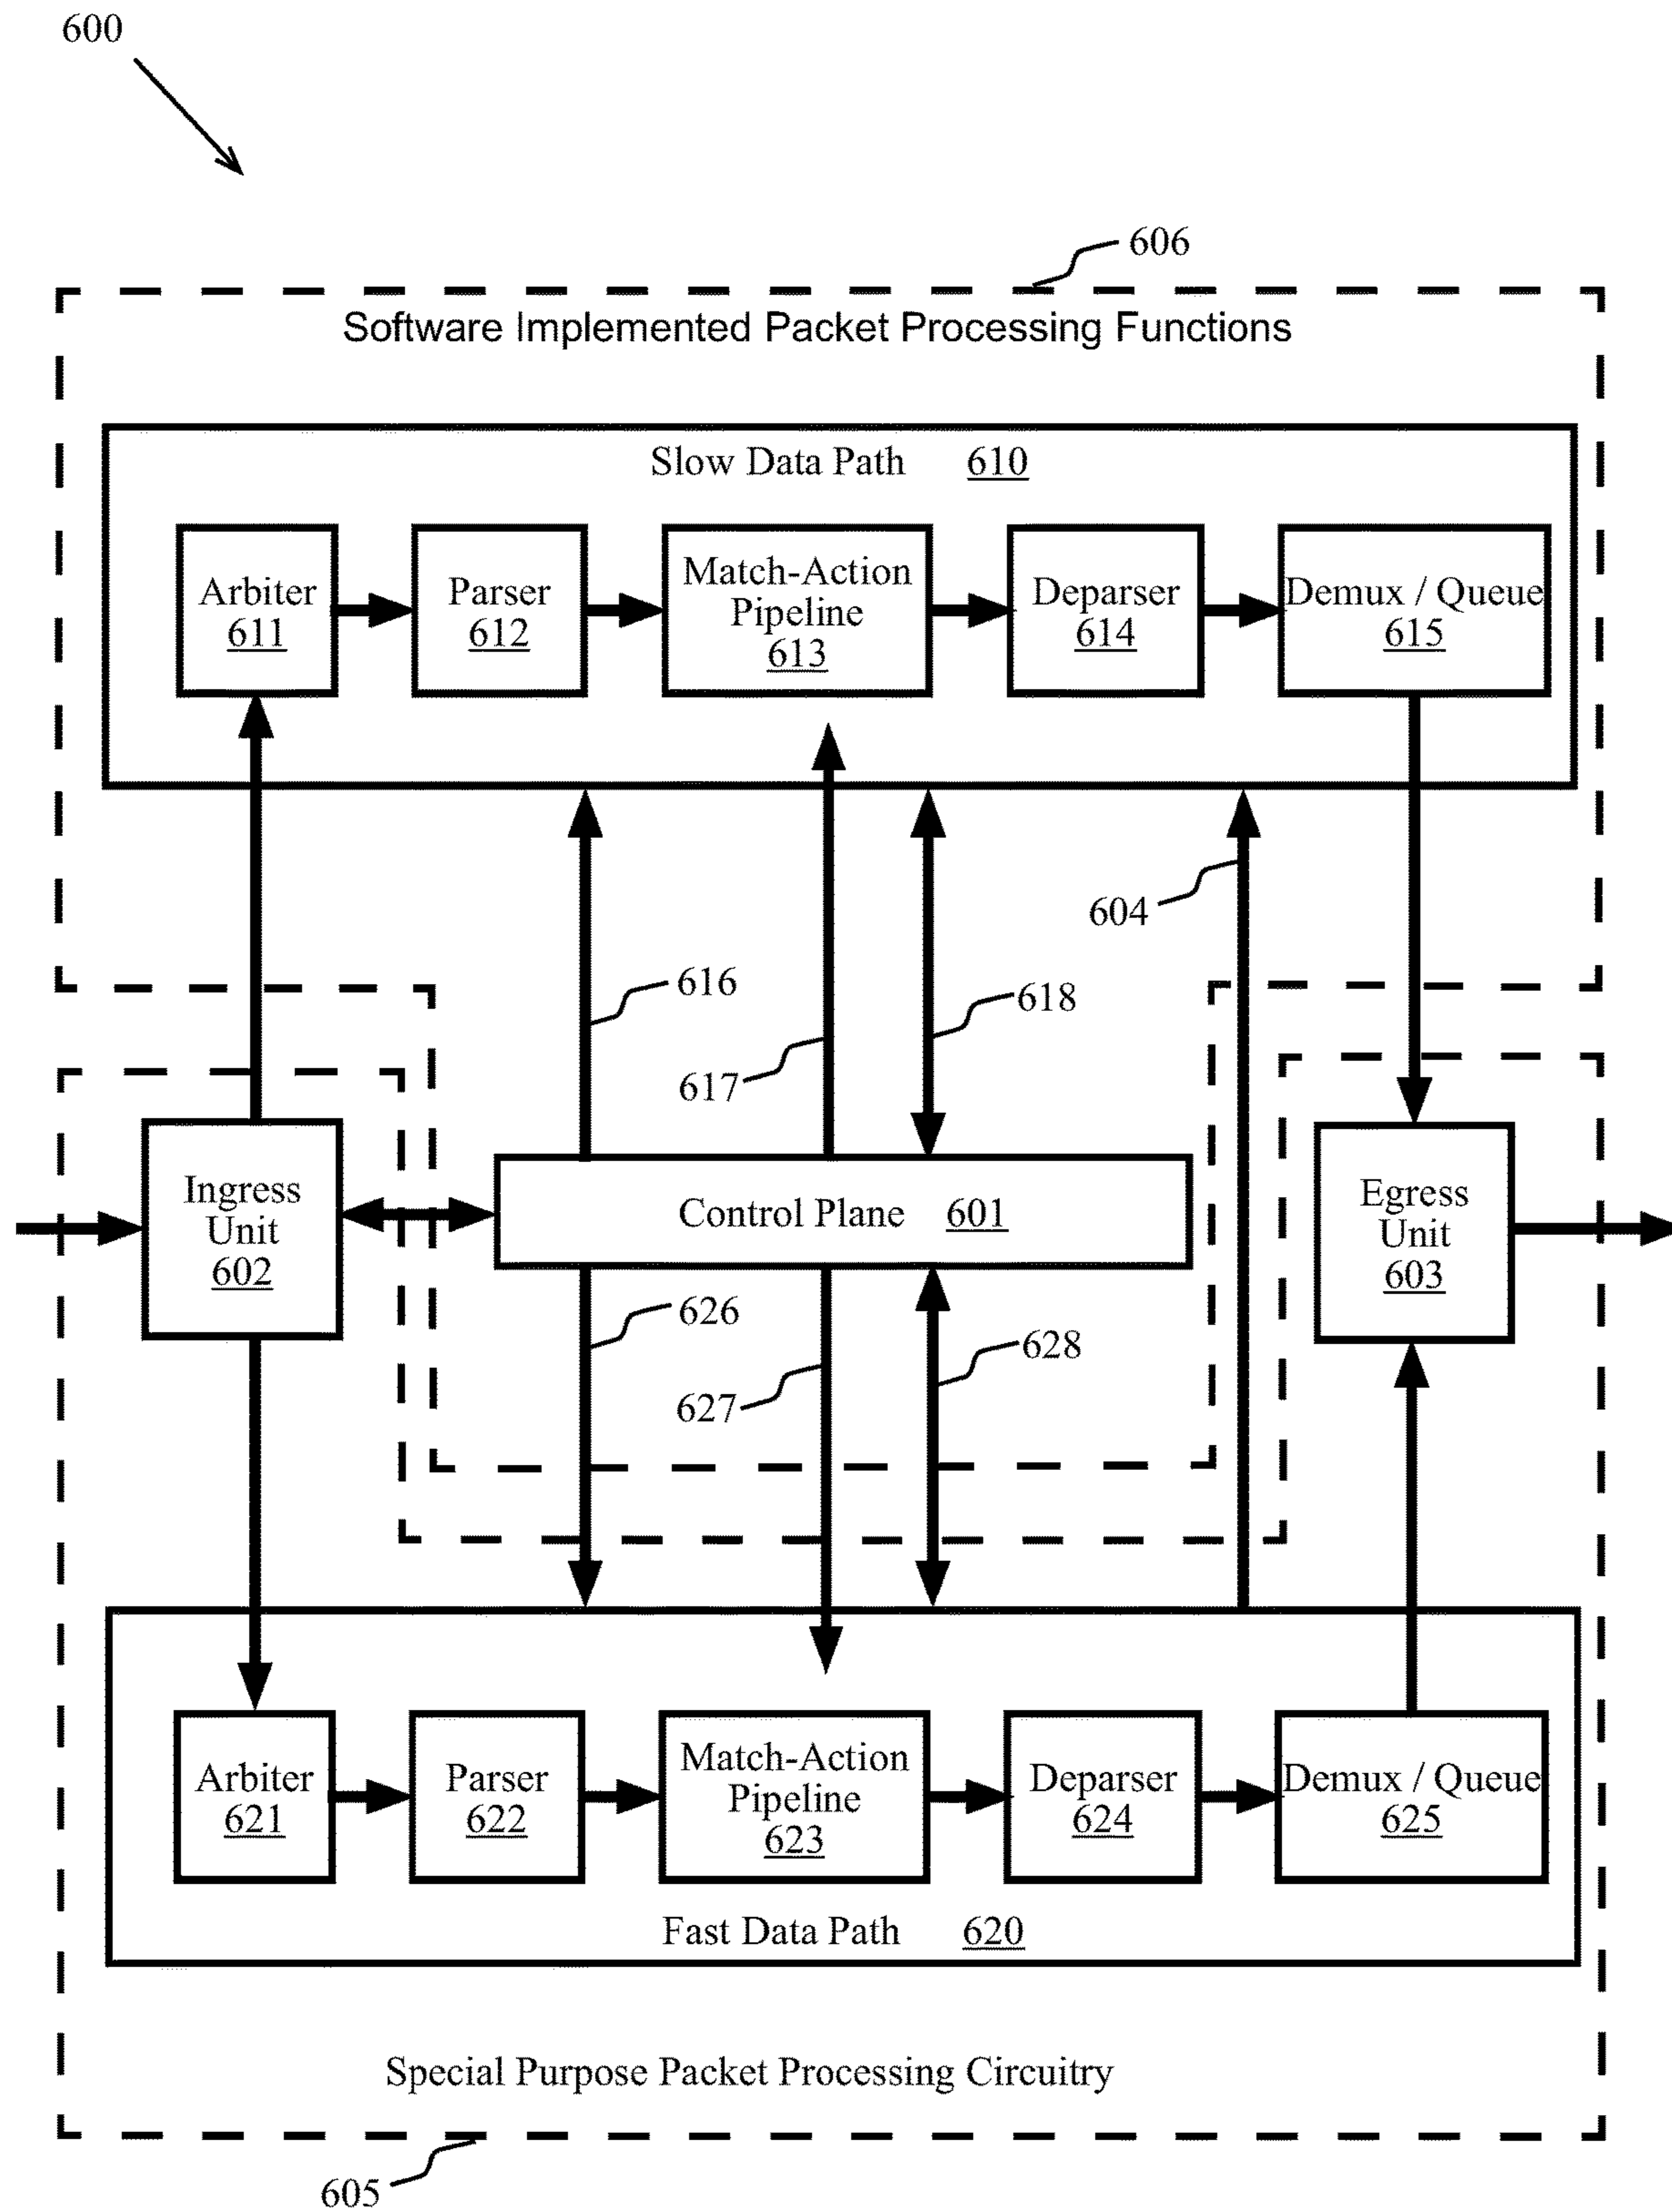 600
606
Software Implemented Packet Processing Functions
Slow Data Path 610
Arbiter
611
Parser
612
Match-Action
Pipeline
613
Deparser
614
Demux / Queue
615
604
616
618
617
Ingress
Unit
602
Control Plane 601
Egress
Unit
603
626
628
627
Arbiter
621
Parser
622
Match-Action
Pipeline
623
Deparser
624
Demux / Queue
625
Fast Data Path 620
Special Purpose Packet Processing Circuitry
605